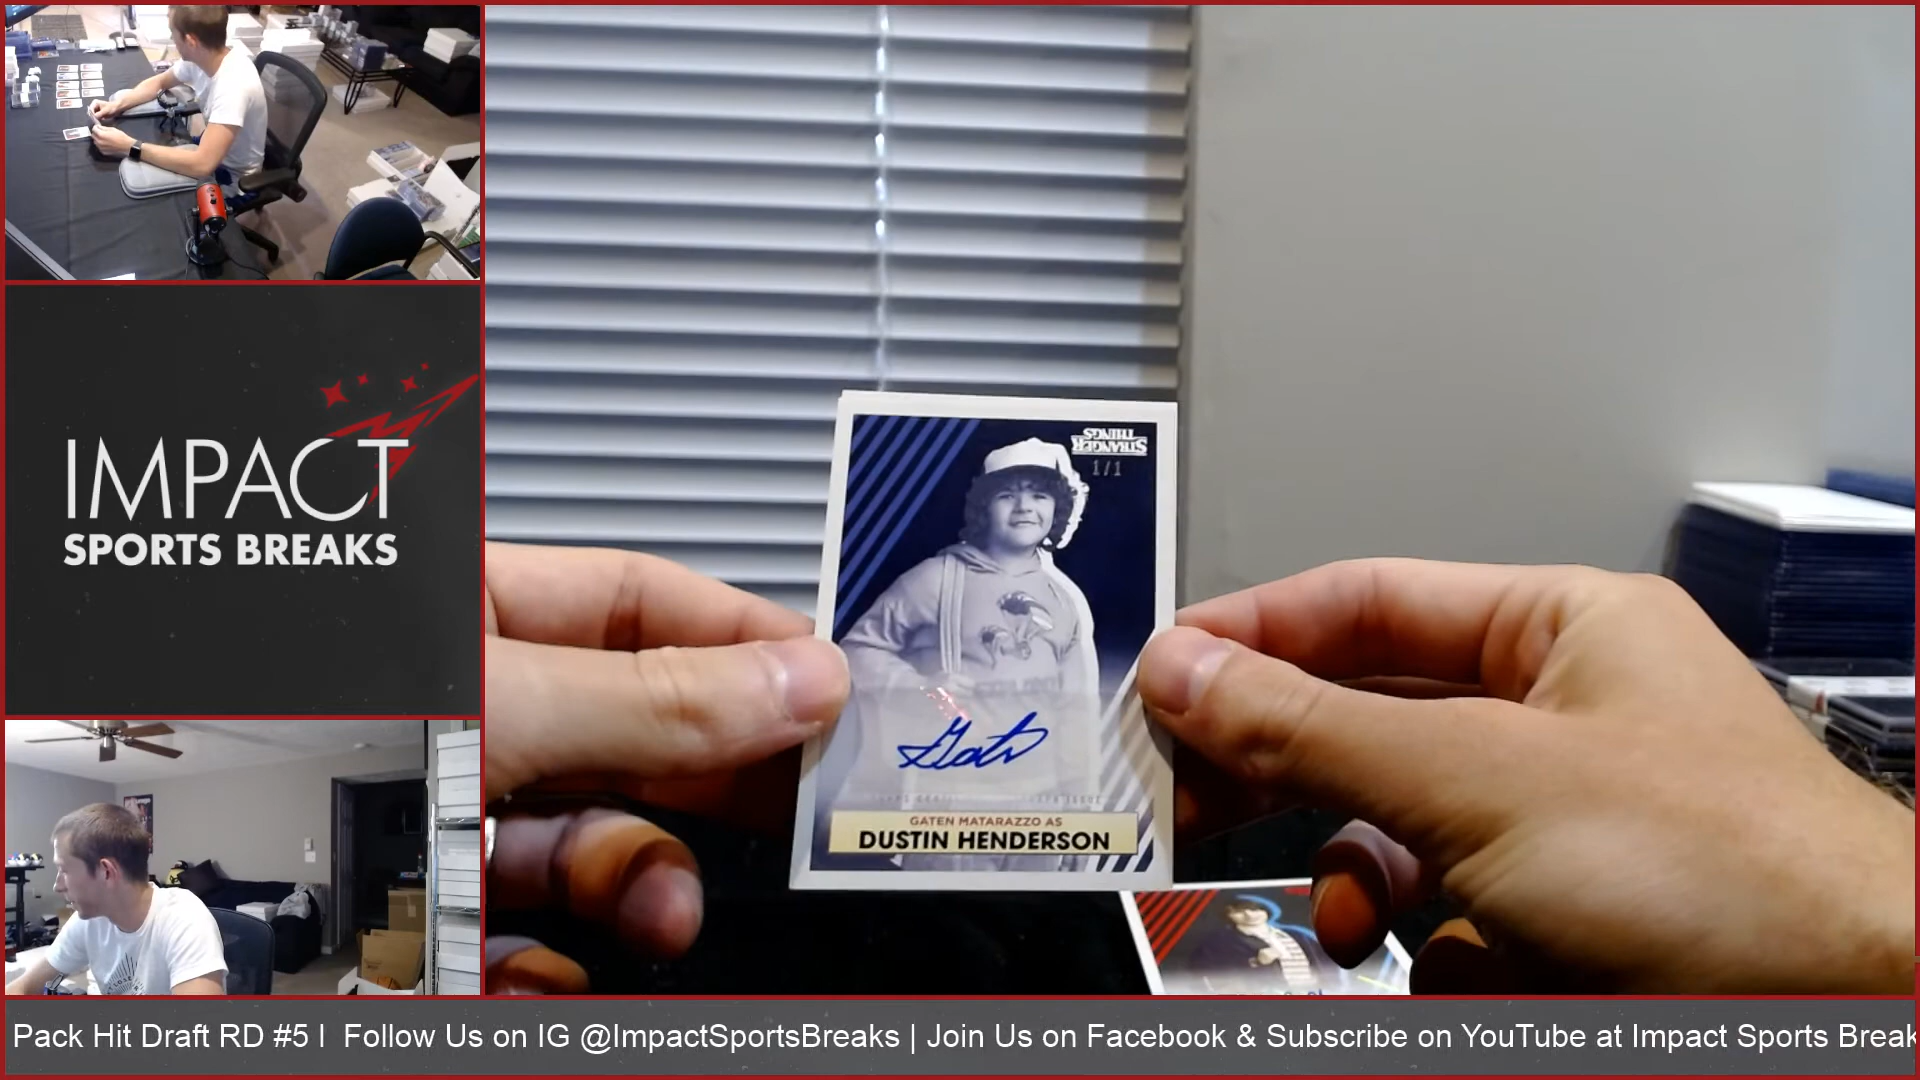 IMPACT
SPORTS BREAKS
STRANGER
THINGS
1/1
Gate
GATEN MATARAZZO AS
DUSTIN HENDERSON
Pack Hit Draft RD #5 I  Follow Us on IG @ImpactSportsBreaks | Join Us on Facebook & Subscribe on YouTube at Impact Sports Break